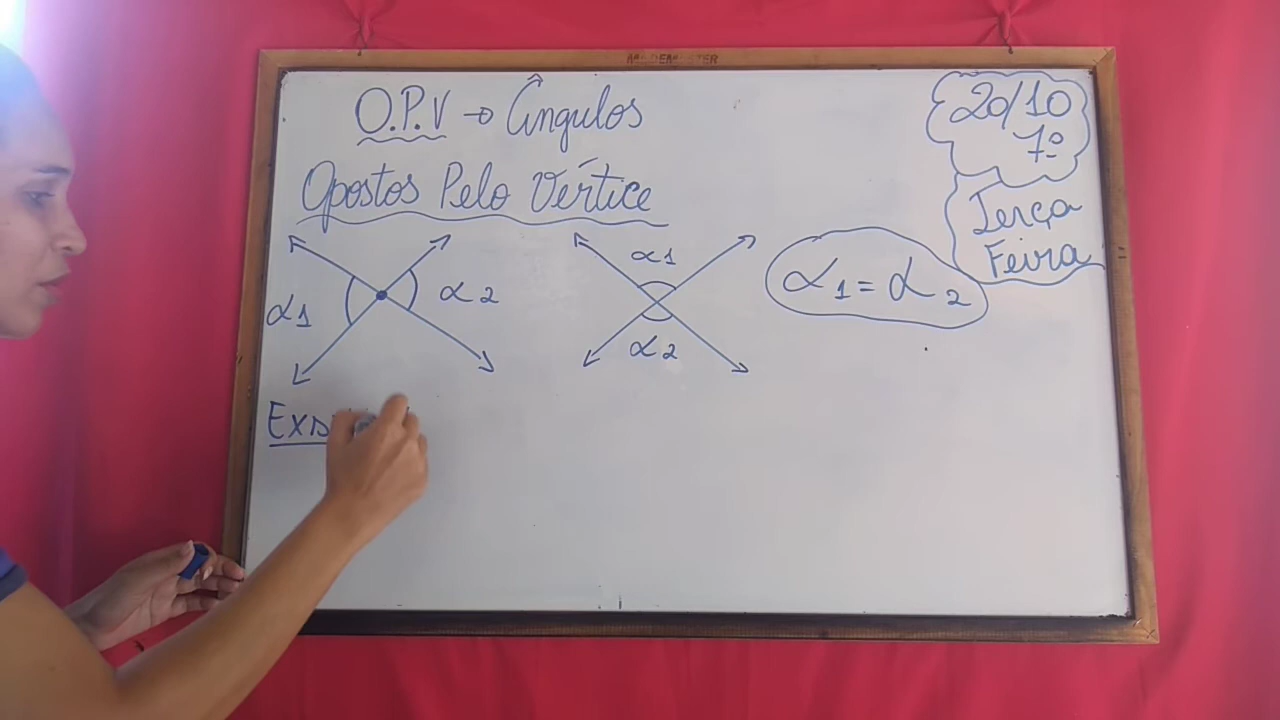 O.P.V → Ângulos
Opostos Pelo Vértice
20/10
7º
Terça
Feira
α1
α2
α1
α2
α1 = α2